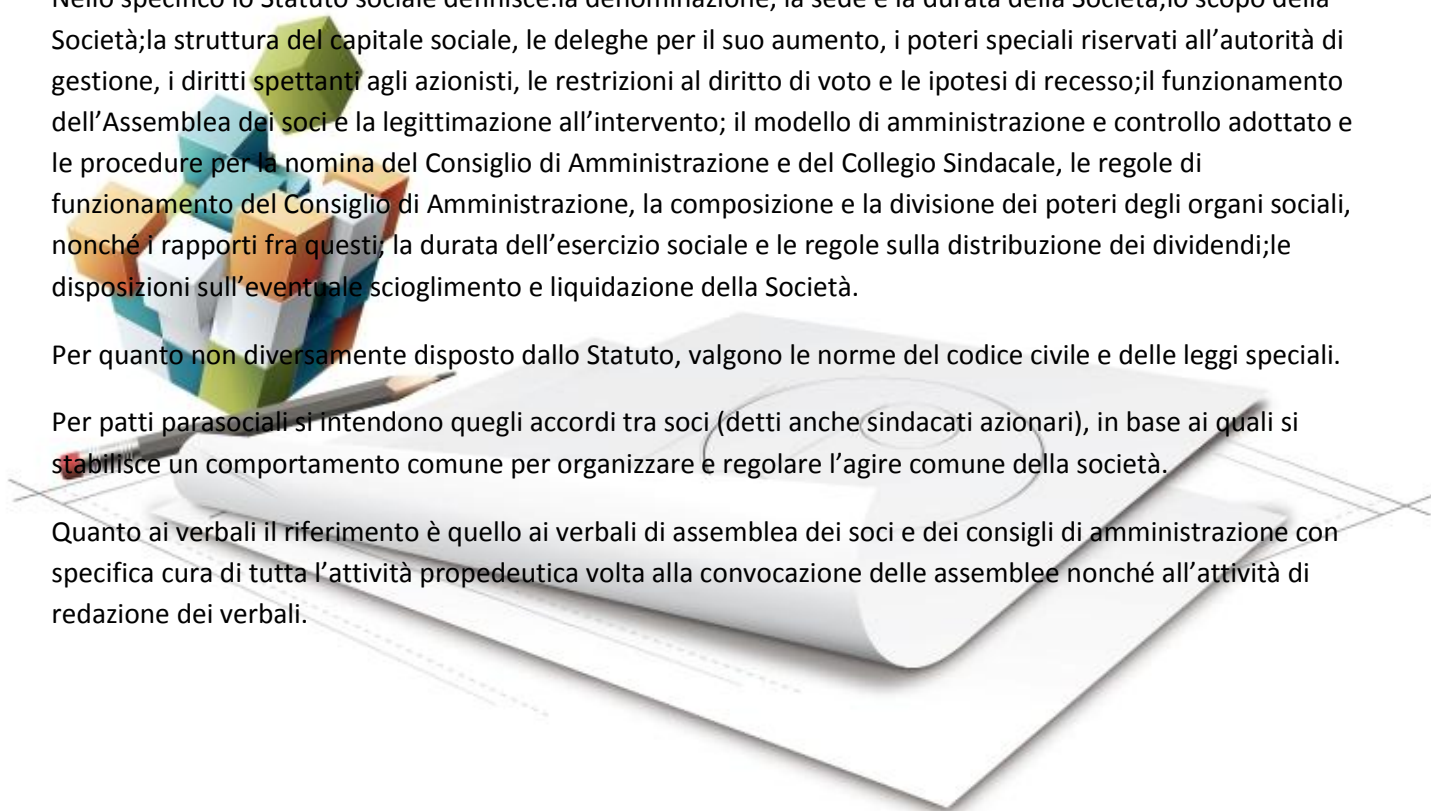 Nello specifico lo Statuto sociale definisce:la denominazione, la sede e la durata della Società;lo scopo della
Società;la struttura del capitale sociale, le deleghe per il suo aumento, i poteri speciali riservati all’autorità di
gestione, i diritti spettanti agli azionisti, le restrizioni al diritto di voto e le ipotesi di recesso;il funzionamento
dell’Assemblea dei soci e la legittimazione all’intervento; il modello di amministrazione e controllo adottato e
le procedure per la nomina del Consiglio di Amministrazione e del Collegio Sindacale, le regole di
funzionamento del Consiglio di Amministrazione, la composizione e la divisione dei poteri degli organi sociali,
nonché i rapporti fra questi; la durata dell’esercizio sociale e le regole sulla distribuzione dei dividendi;le
disposizioni sull’eventuale scioglimento e liquidazione della Società.
Per quanto non diversamente disposto dallo Statuto, valgono le norme del codice civile e delle leggi speciali.
Per patti parasociali si intendono quegli accordi tra soci (detti anche sindacati azionari), in base ai quali si
stabilisce un comportamento comune per organizzare e regolare l’agire comune della società.
Quanto ai verbali il riferimento è quello ai verbali di assemblea dei soci e dei consigli di amministrazione con
specifica cura di tutta l’attività propedeutica volta alla convocazione delle assemblee nonché all’attività di
redazione dei verbali.